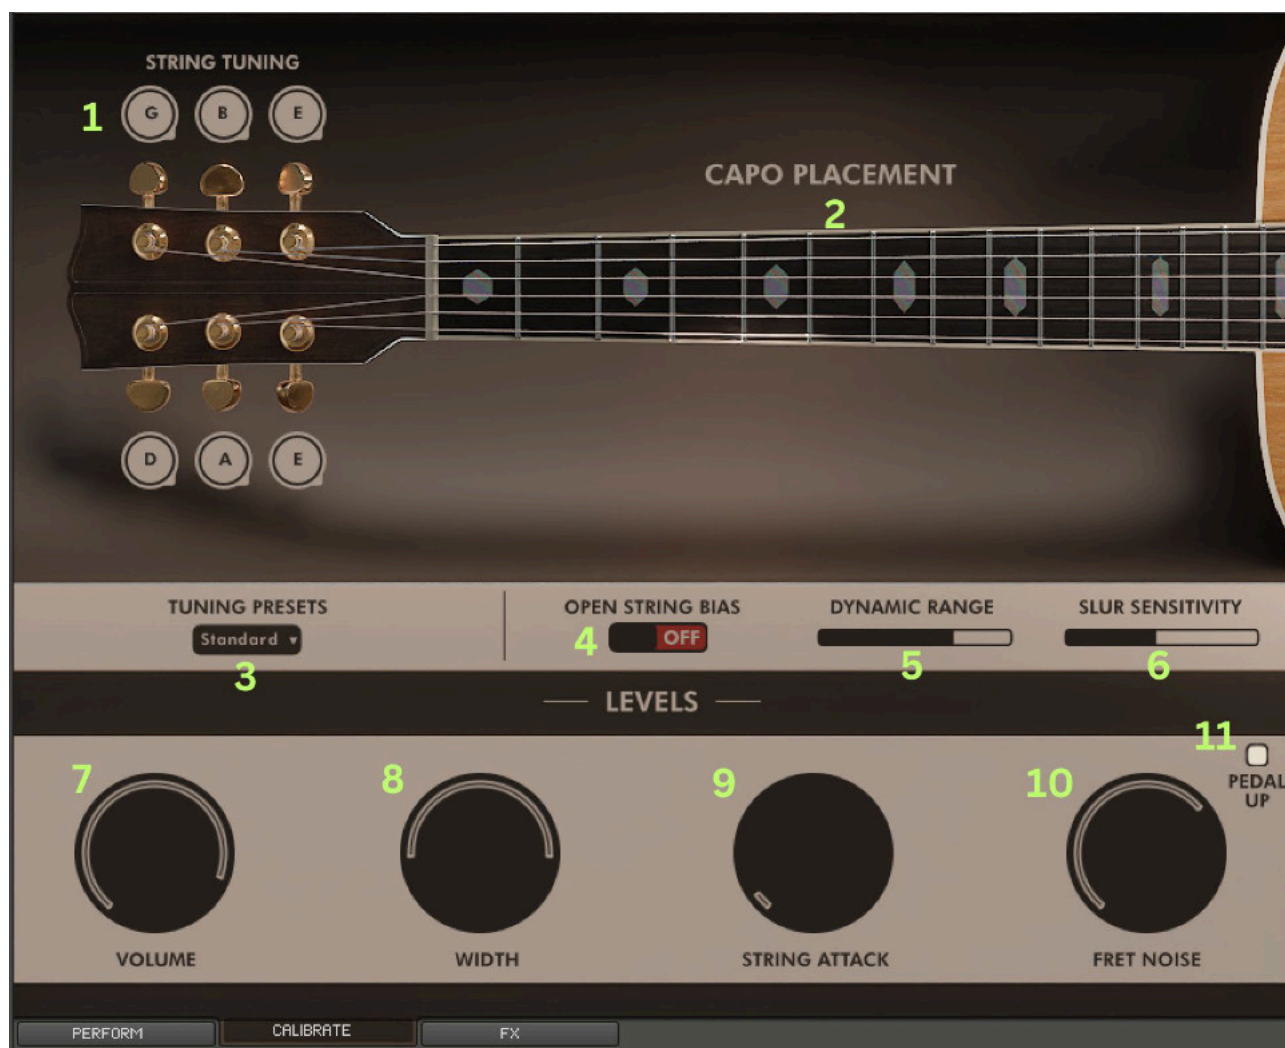 STRING TUNING
1 G B E
CAPO PLACEMENT
2
D A E
TUNING PRESETS
Standard
3
OPEN STRING BIAS
4 OFF
DYNAMIC RANGE
5
SLUR SENSITIVITY
6
LEVELS
7 8 9 10 11
PEDAL
UP
VOLUME WIDTH STRING ATTACK FRET NOISE
PERFORM CALIBRATE FX